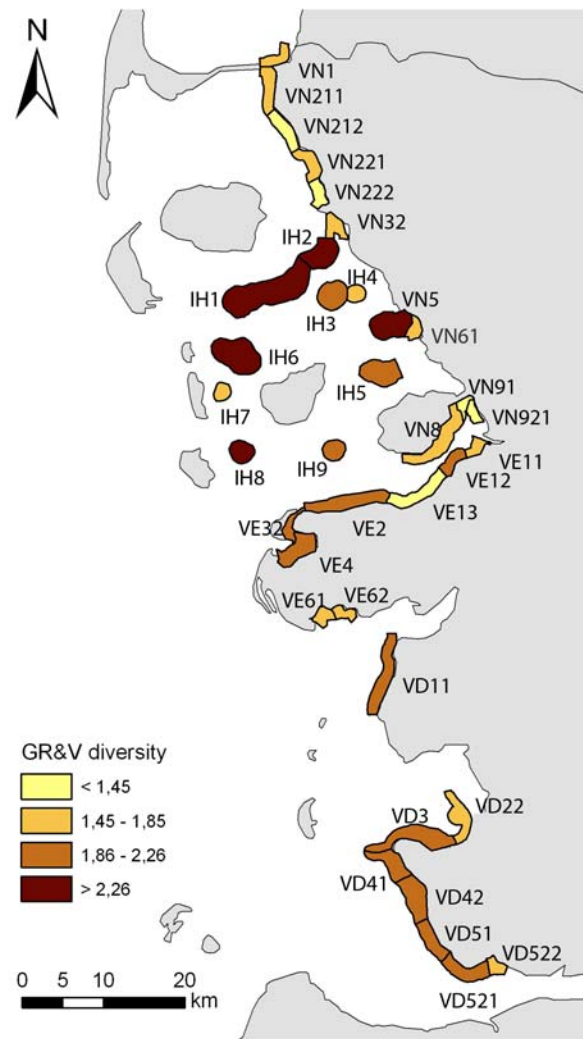 N
VN1
VN211
VN212
VN221
VN222
VN32
IH2
IH4
IH1
IH3
VN5
VN61
IH6
IH5
IH7
VN91
VN8
VN921
IH8
IH9
VE11
VE12
VE13
VE32
VE2
VE4
VE61
VE62
VD11
GR&V diversity
< 1,45
1,45 - 1,85
1,86 - 2,26
> 2,26
VD22
VD3
VD41
VD42
VD51
VD522
VD521
0 5 10 20
km